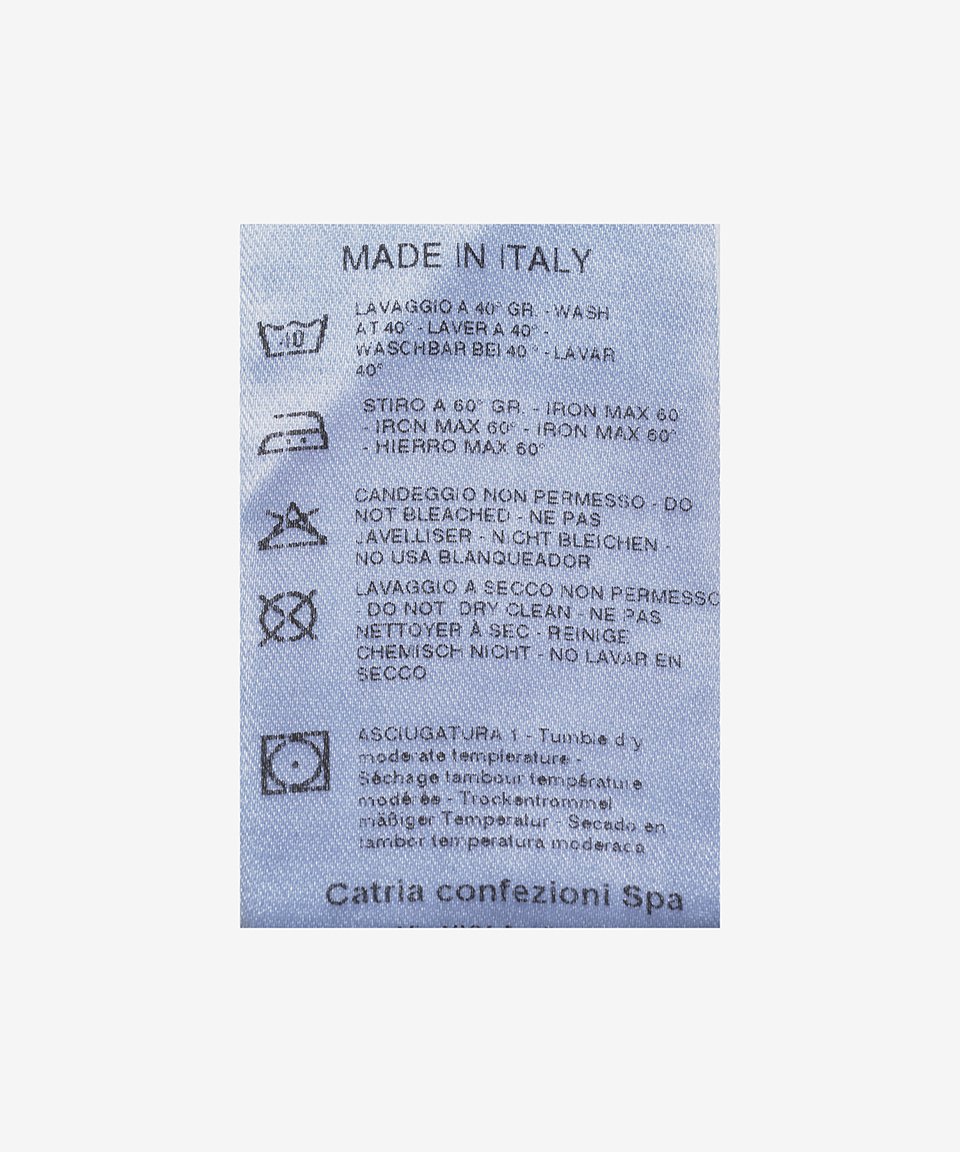 MADE IN ITALY
40
LAVAGGIO A 40° GR. - WASH
AT 40° - LAVER A 40° -
WASCHBAR BEI 40 ° - LAVAR
40°
STIRO A 60° GR. - IRON MAX 60
- IRON MAX 60° - IRON MAX 60°
- HIERRO MAX 60°
CANDEGGIO NON PERMESSO - DO
NOT BLEACHED - NE PAS
JAVELLISER - NICHT BLEICHEN -
NO USA BLANQUEADOR
LAVAGGIO A SECCO NON PERMESSO
- DO NOT DRY CLEAN - NE PAS
NETTOYER À SEC - REINIGE
CHEMISCH NICHT - NO LAVAR EN
SECCO
ASCIUGATURA 1 - Tumble dry
moderate tempierature -
Séchage tambour température
modérée - Trockentrommel
mäßiger Temperatur - Secado en
tambor temperatura moderaca
Catria confezioni Spa